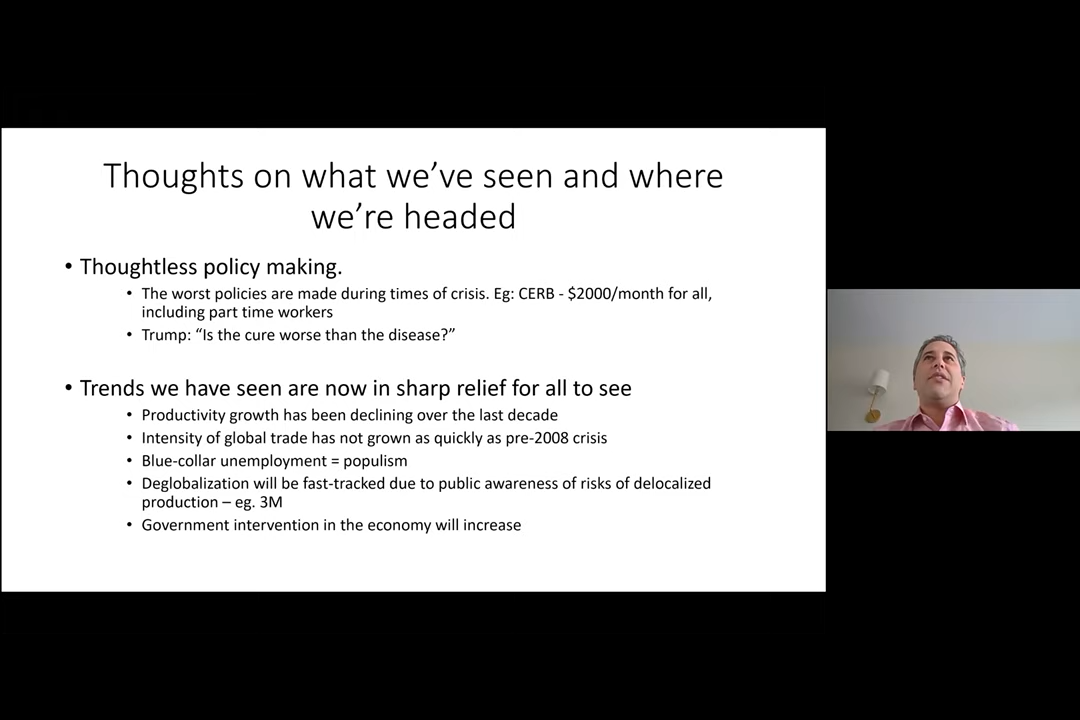 Thoughts on what we’ve seen and where
we’re headed
• Thoughtless policy making.
• The worst policies are made during times of crisis. Eg: CERB - $2000/month for all,
including part time workers
• Trump: “Is the cure worse than the disease?”
• Trends we have seen are now in sharp relief for all to see
• Productivity growth has been declining over the last decade
• Intensity of global trade has not grown as quickly as pre-2008 crisis
• Blue-collar unemployment = populism
• Deglobalization will be fast-tracked due to public awareness of risks of delocalized
production – eg. 3M
• Government intervention in the economy will increase